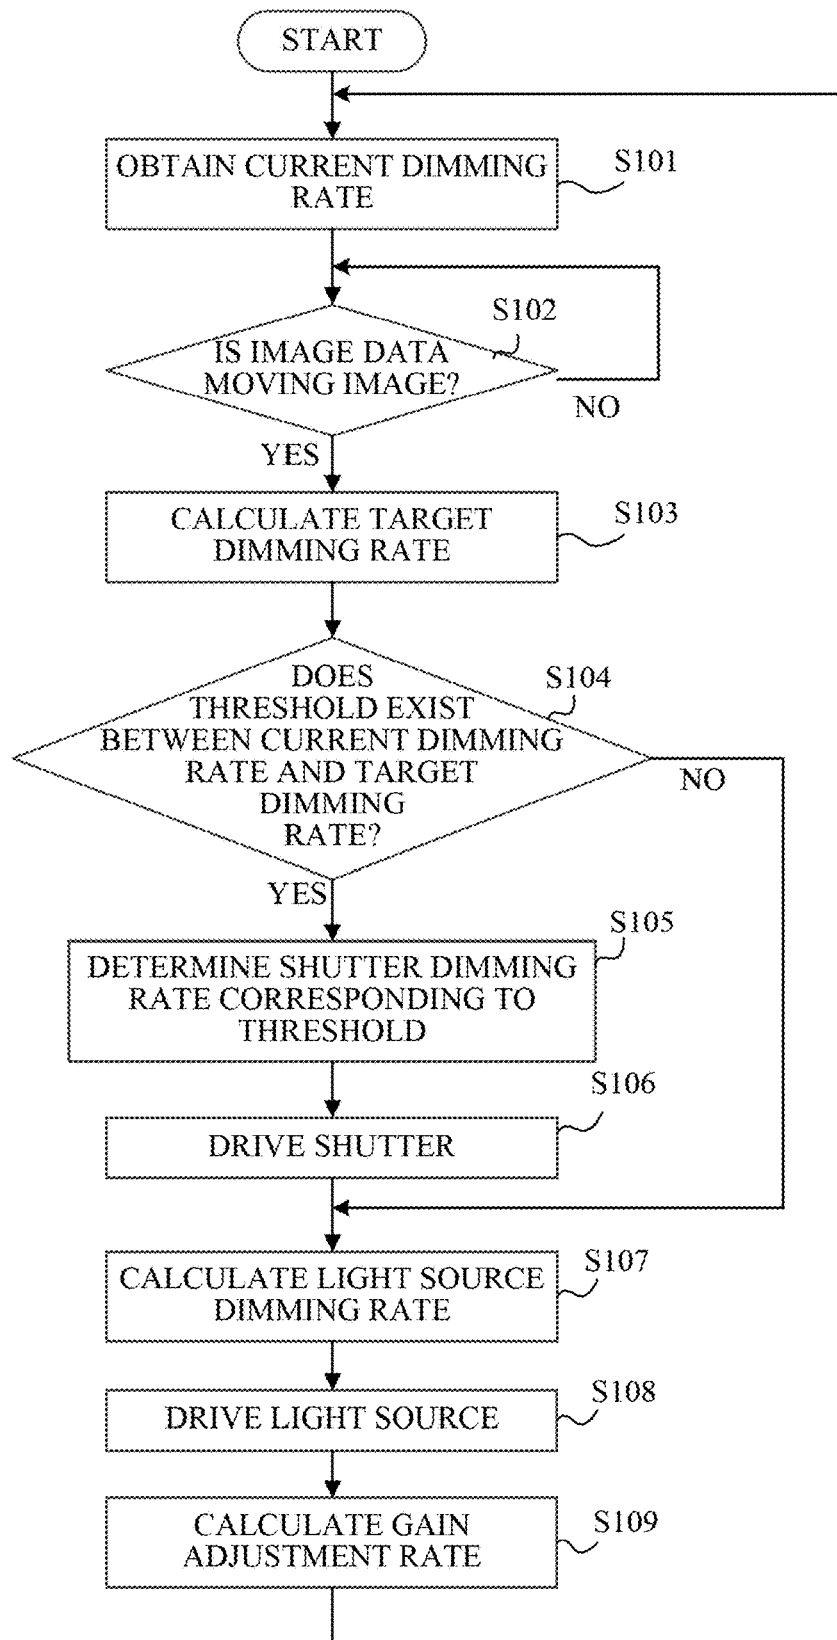 START
OBTAIN CURRENT DIMMING
RATE
S101
S102
IS IMAGE DATA
MOVING IMAGE?
NO
YES
CALCULATE TARGET
DIMMING RATE
S103
DOES
THRESHOLD EXIST
BETWEEN CURRENT DIMMING
RATE AND TARGET
DIMMING
RATE?
S104
NO
YES
S105
DETERMINE SHUTTER DIMMING
RATE CORRESPONDING TO
THRESHOLD
S106
DRIVE SHUTTER
S107
CALCULATE LIGHT SOURCE
DIMMING RATE
S108
DRIVE LIGHT SOURCE
S109
CALCULATE GAIN
ADJUSTMENT RATE